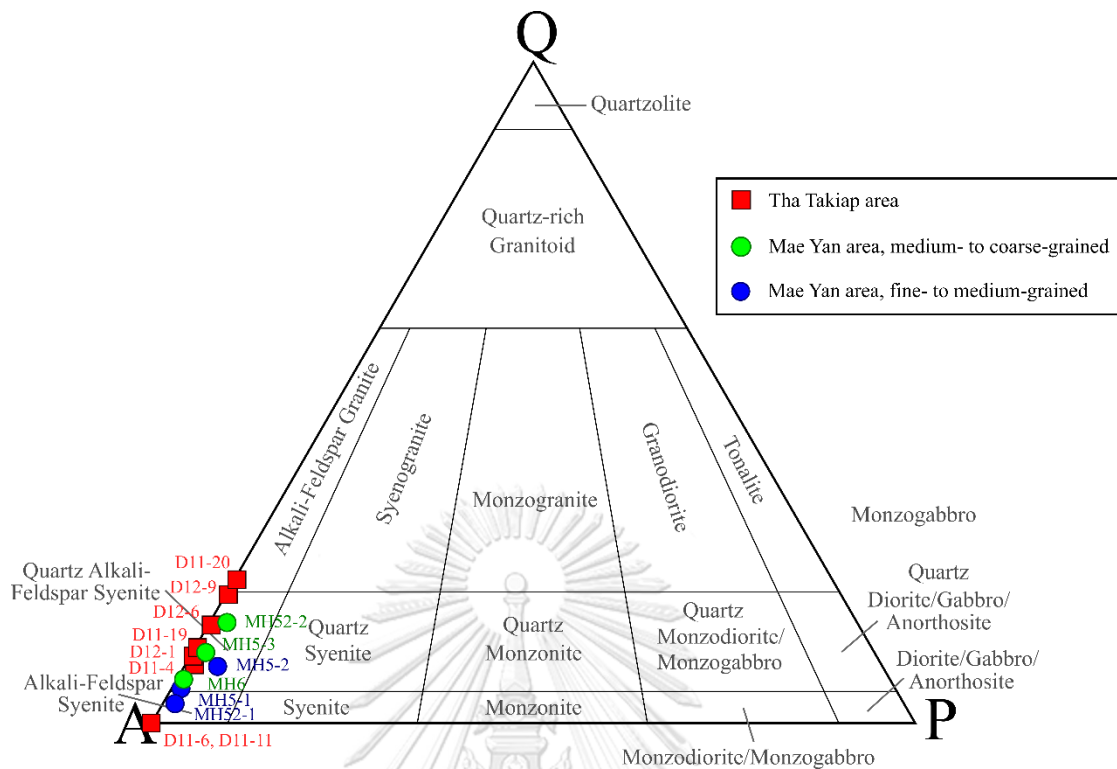 Q
Quartzolite
Quartz-rich
Granitoid
Tha Takiap area
Mae Yan area, medium- to coarse-grained
Mae Yan area, fine- to medium-grained
Alkali-Feldspar Granite
Syenogranite
Monzogranite
Granodiorite
Tonalite
Monzogabbro
Quartz Alkali-
Feldspar Syenite
D11-20
D12-9
D12-6
D11-19
D12-1
D11-4
MH52-2
MH5-3
MH5-2
MH6
MH5-1
MH52-1
Quartz
Syenite
Quartz
Monzonite
Quartz
Monzodiorite/
Monzogabbro
Quartz
Diorite/Gabbro/
Anorthosite
Diorite/Gabbro/
Anorthosite
Alkali-Feldspar
Syenite
Syenite
Monzonite
A
P
D11-6, D11-11
Monzodiorite/Monzogabbro